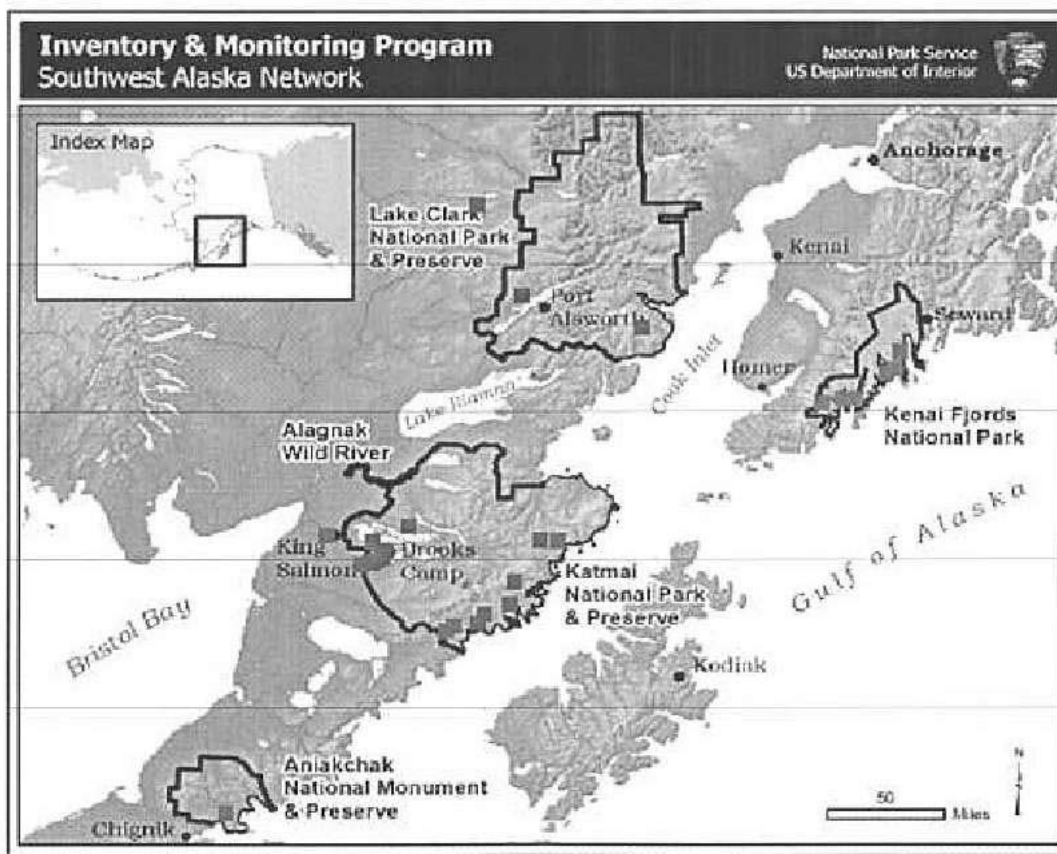 Inventory & Monitoring Program
Southwest Alaska Network
National Park Service
US Department of Interior
Index Map
Anchorage
Lake Clark
National Park
& Preserve
Kenai
Port
Alsworth
Seward
Cook Inlet
Homer
Lake Iliamna
Kenai Fjords
National Park
Alagnak
Wild River
Gulf of Alaska
King
Salmon
Brooks
Camp
Katmai
National Park
& Preserve
Bristol Bay
Kodiak
Aniakchak
National Monument
& Preserve
Chignik
N
50
Miles